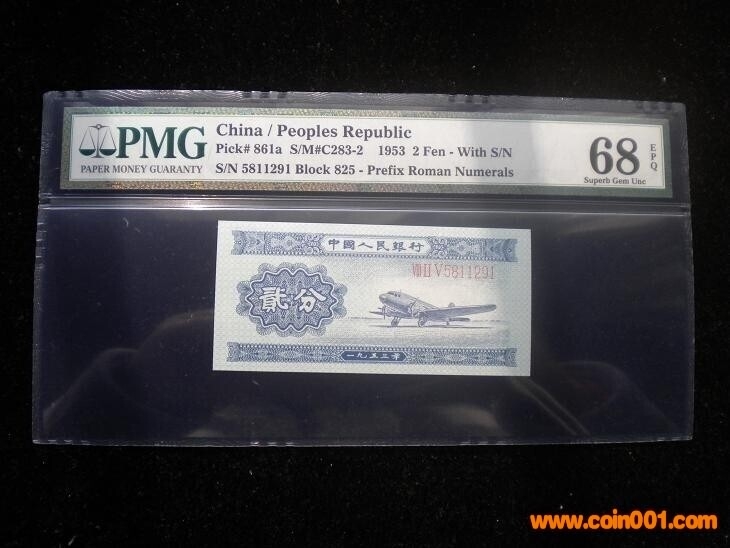 PMG
PAPER MONEY GUARANTY
China / Peoples Republic
Pick# 861a S/M#C283-2 1953 2 Fen - With S/N
S/N 5811291 Block 825 - Prefix Roman Numerals
68 EPQ
Superb Gem Unc
中國人民銀行
VIII II V 5811291
貳分
一九五三年
www.coin001.com